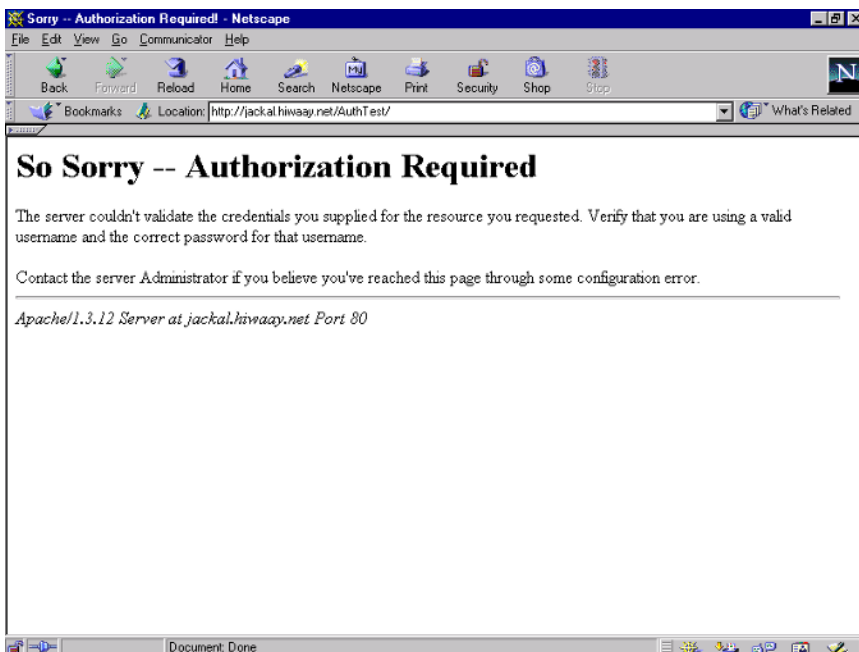 Sorry -- Authorization Required! - Netscape
File Edit View Go Communicator Help
Back Forward Reload Home Search Netscape Print Security Shop Stop
Bookmarks Location: http://jackal.hiwaay.net/AuthTest/ What's Related
So Sorry -- Authorization Required
The server couldn't validate the credentials you supplied for the resource you requested. Verify that you are using a valid
username and the correct password for that username.
Contact the server Administrator if you believe you've reached this page through some configuration error.
Apache/1.3.12 Server at jackal.hiwaay.net Port 80
Document: Done